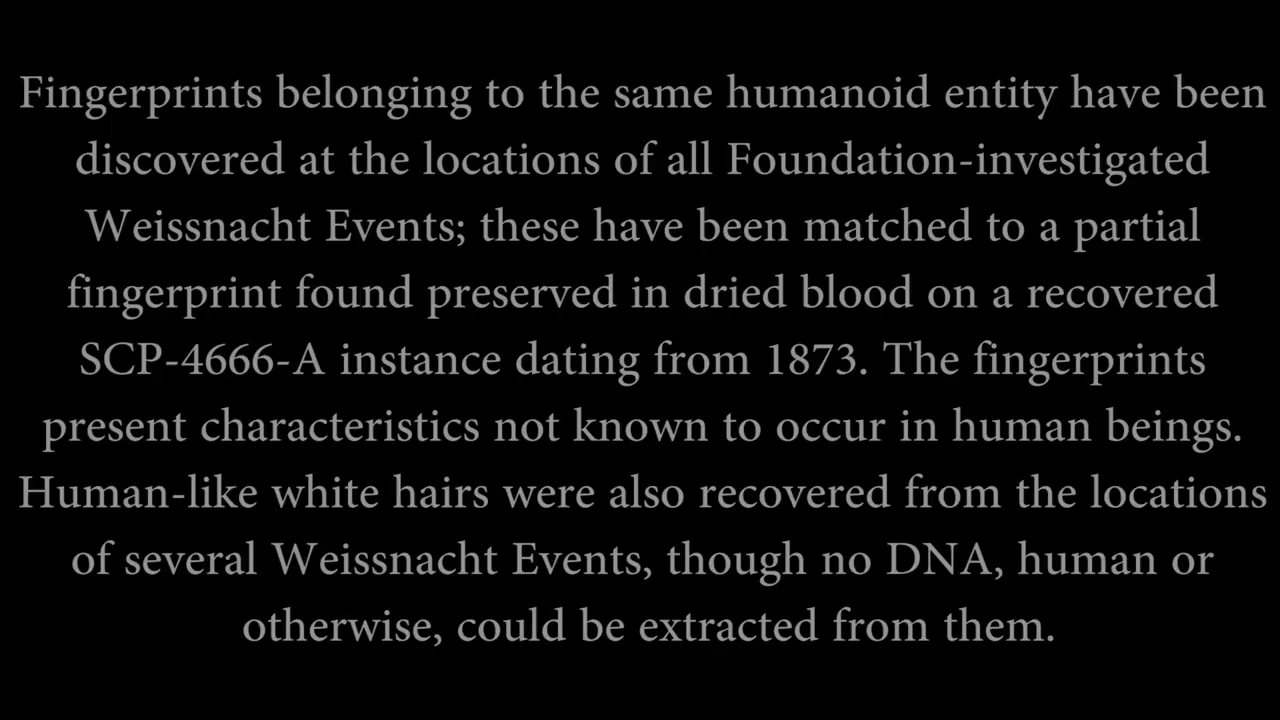 Fingerprints belonging to the same humanoid entity have been
discovered at the locations of all Foundation-investigated
Weissnacht Events; these have been matched to a partial
fingerprint found preserved in dried blood on a recovered
SCP-4666-A instance dating from 1873. The fingerprints
present characteristics not known to occur in human beings.
Human-like white hairs were also recovered from the locations
of several Weissnacht Events, though no DNA, human or
otherwise, could be extracted from them.